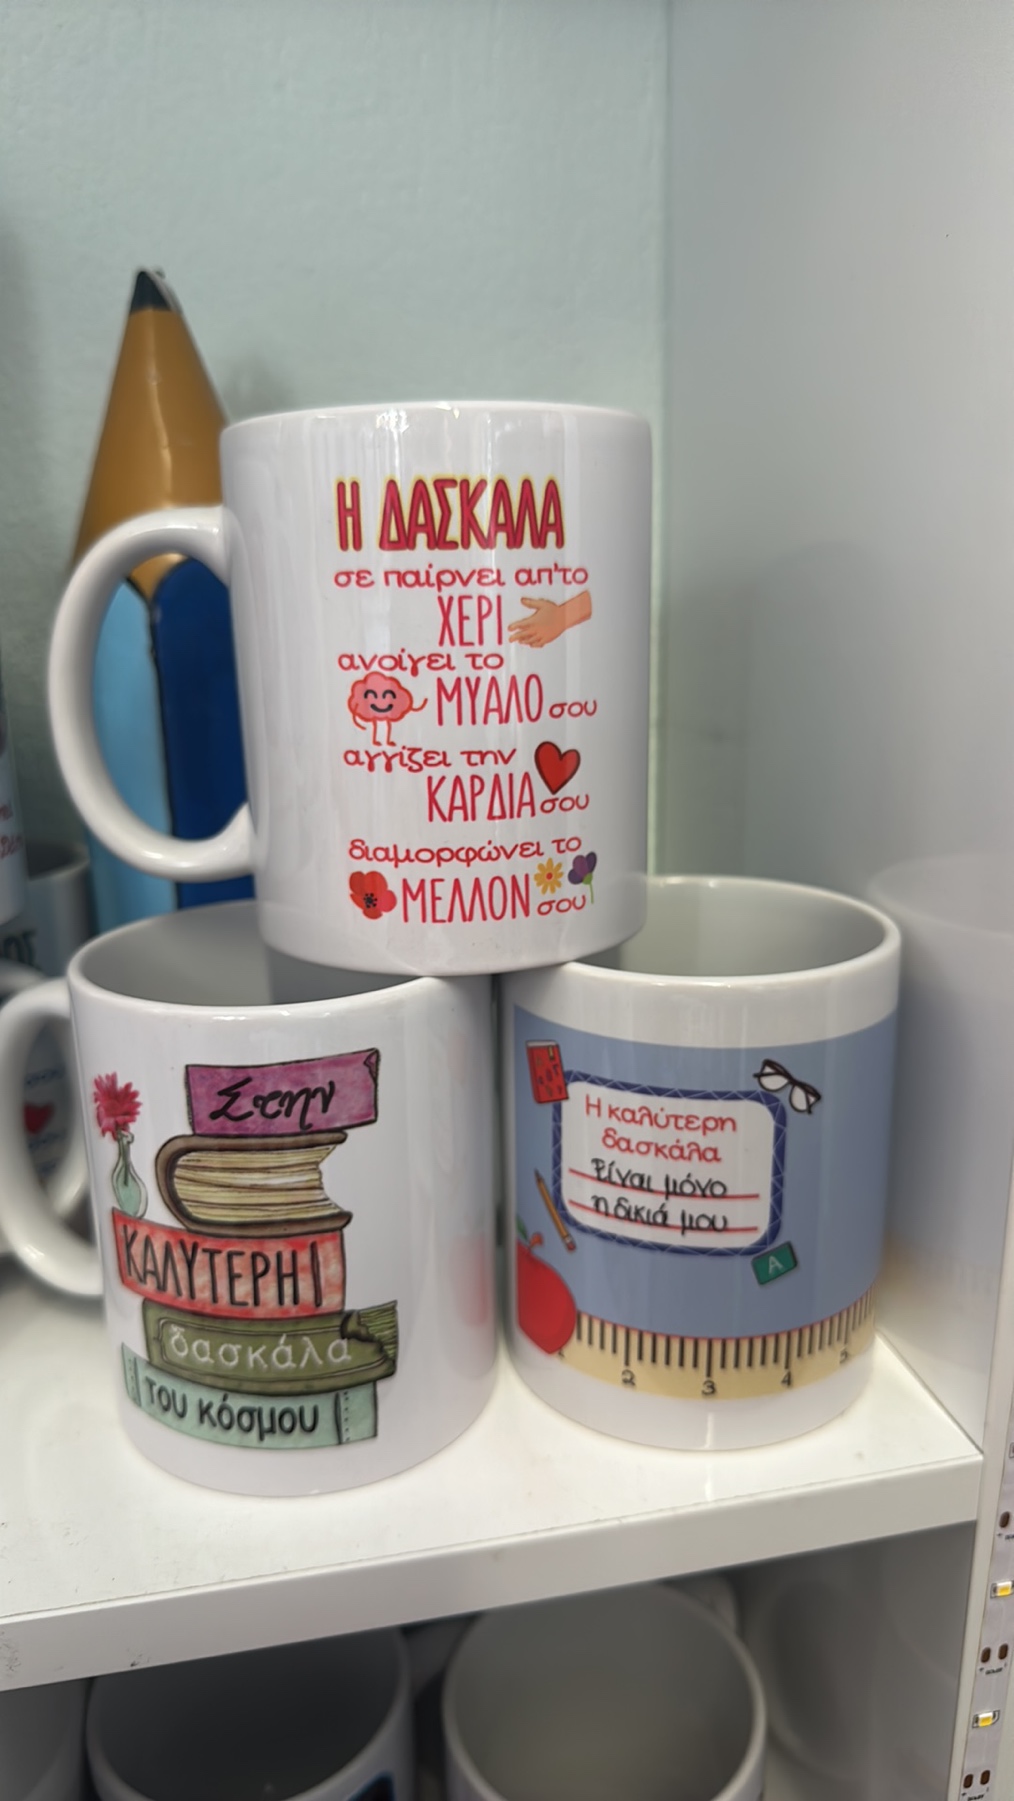 Η ΔΑΣΚΑΛΑ
σε παίρνει απ'το
ΧΕΡΙ
ανοίγει το
ΜΥΑΛΟ σου
αγγίζει την
ΚΑΡΔΙΑ σου
διαμορφώνει το
ΜΕΛΛΟΝ σου
Στην
ΚΑΛΥΤΕΡΗ
δασκάλα
του κόσμου
Η καλύτερη
δασκάλα
είναι μόνο
η δικιά μου
A
2 3 4 5